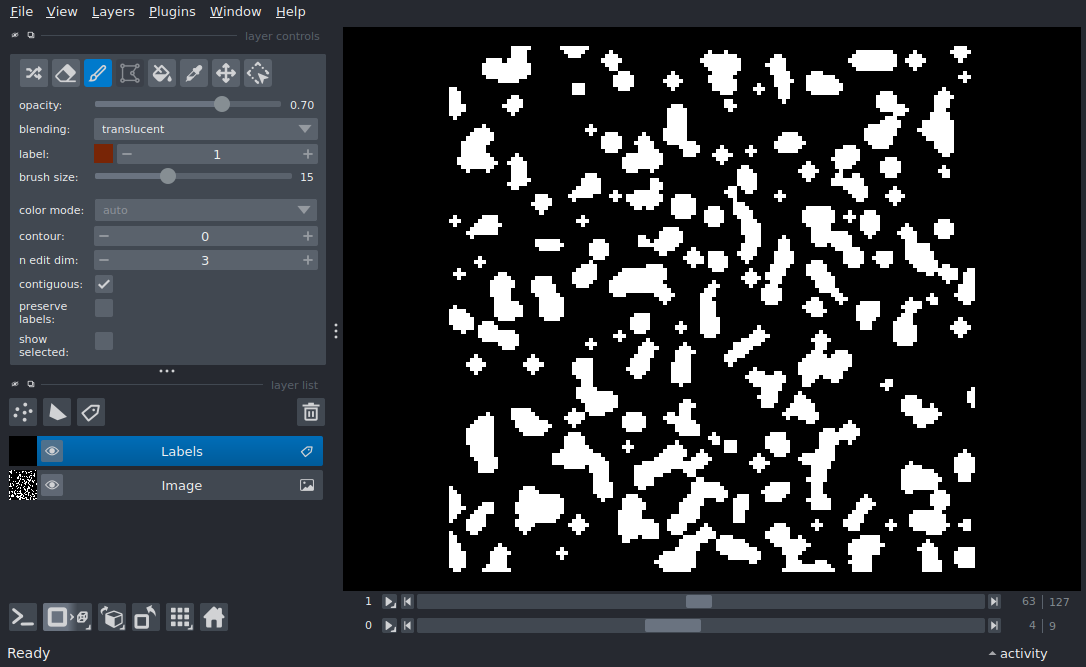 File View Layers Plugins Window Help
layer controls
opacity: 0.70
blending: translucent
label: 1
brush size: 15
color mode: auto
contour: 0
n edit dim: 3
contiguous:
preserve
labels:
show
selected:
layer list
Labels
Image
1 63 | 127
0 4 | 9
Ready
activity